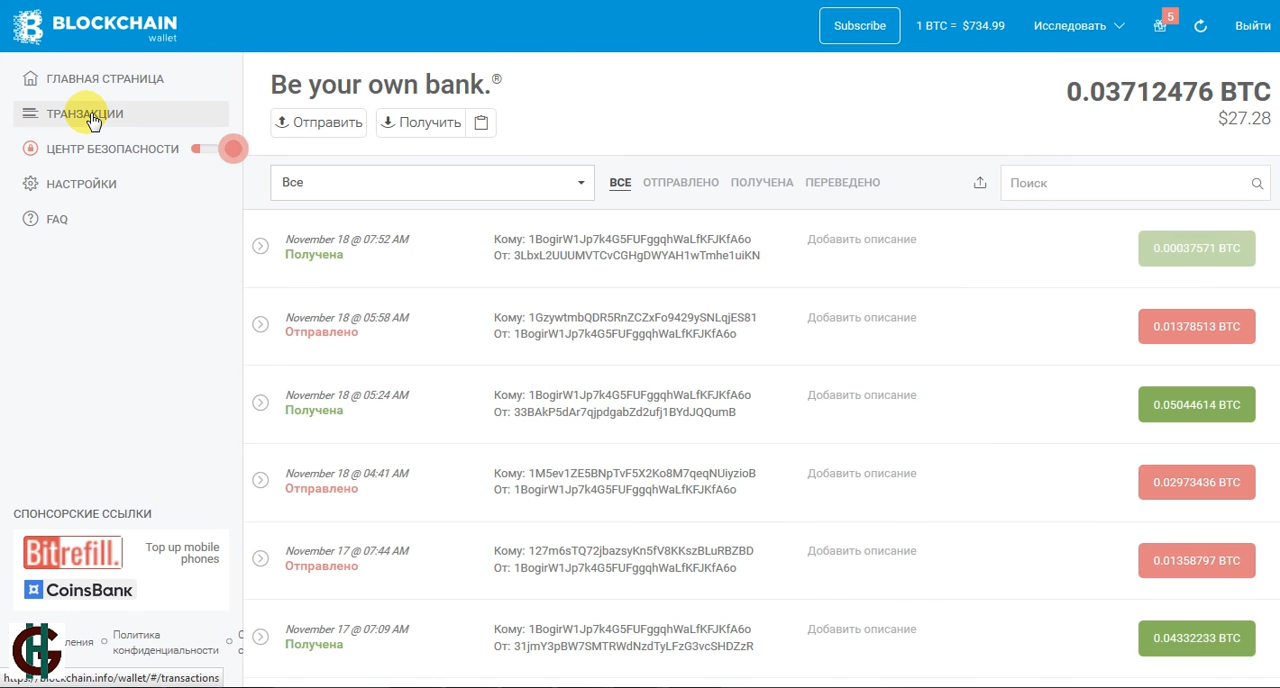 BLOCKCHAIN
wallet
Subscribe
1 BTC = $734.99
Исследовать
5
Выйти
ГЛАВНАЯ СТРАНИЦА
ТРАНЗАКЦИИ
ЦЕНТР БЕЗОПАСНОСТИ
НАСТРОЙКИ
FAQ
Be your own bank.®
0.03712476 BTC
$27.28
Отправить
Получить
Все
ВСЕ ОТПРАВЛЕНО ПОЛУЧЕНА ПЕРЕВЕДЕНО
Поиск
November 18 @ 07:52 AM
Получена
Кому: 1BogirW1Jp7k4G5FUFggqhWaLfKFJKfA6o
От: 3LbxL2UUUMVTCvCGHgDWYAH1wTmhe1uiKN
Добавить описание
0.00037571 BTC
November 18 @ 05:58 AM
Отправлено
Кому: 1GzywtmbQDR5RnZCZxFo9429ySNLqjES81
От: 1BogirW1Jp7k4G5FUFggqhWaLfKFJKfA6o
Добавить описание
0.01378513 BTC
November 18 @ 05:24 AM
Получена
Кому: 1BogirW1Jp7k4G5FUFggqhWaLfKFJKfA6o
От: 33BAkP5dAr7qjpdgabZd2ufj1BYdJQQumB
Добавить описание
0.05044614 BTC
November 18 @ 04:41 AM
Отправлено
Кому: 1M5ev1ZE5BNpTvF5X2Ko8M7qeqNUiyzioB
От: 1BogirW1Jp7k4G5FUFggqhWaLfKFJKfA6o
Добавить описание
0.02973436 BTC
November 17 @ 07:44 AM
Отправлено
Кому: 127m6sTQ72jbazsyKn5fV8KKszBLuRBZBD
От: 1BogirW1Jp7k4G5FUFggqhWaLfKFJKfA6o
Добавить описание
0.01358797 BTC
November 17 @ 07:09 AM
Получена
Кому: 1BogirW1Jp7k4G5FUFggqhWaLfKFJKfA6o
От: 31jmY3pBW7SMTRWdNzdTyLFzG3vcSHDZzR
Добавить описание
0.04332233 BTC
СПОНСОРСКИЕ ССЫЛКИ
Bitrefill.
Top up mobile
phones
CoinsBank
Политика
конфиденциальности